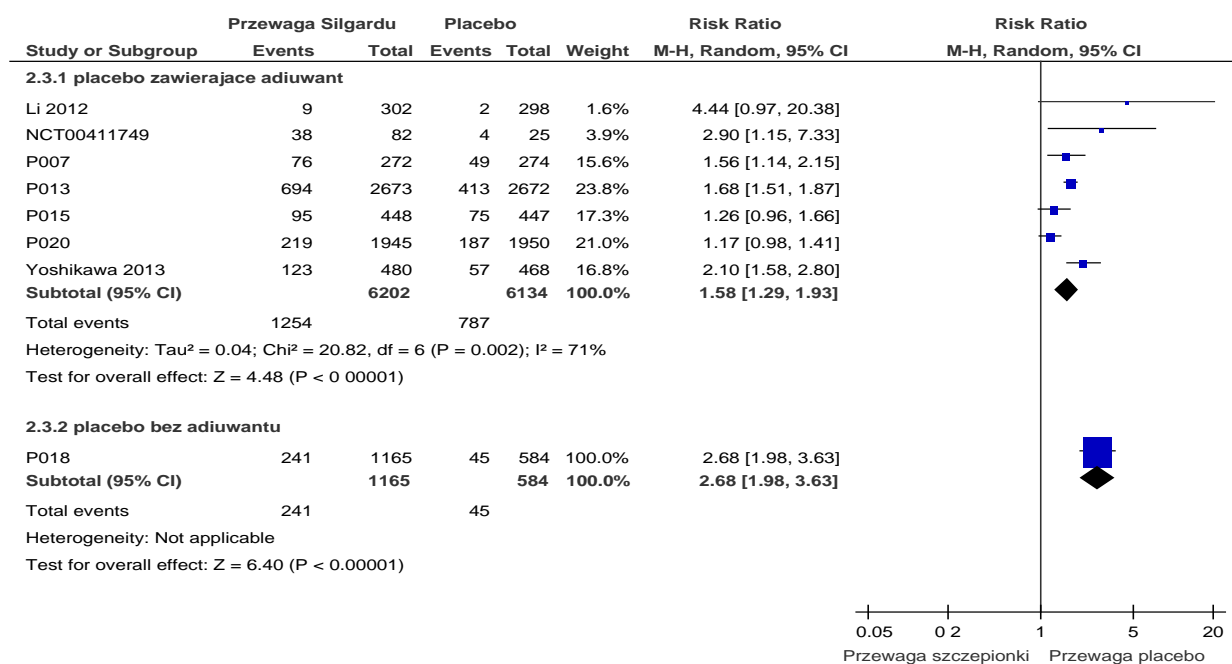 Przewaga Silgardu Placebo Risk Ratio Risk Ratio
Study or Subgroup Events Total Events Total Weight M-H, Random, 95% CI M-H, Random, 95% CI
2.3.1 placebo zawierajace adiuwant
Li 2012 9 302 2 298 1.6% 4.44 [0.97, 20.38]
NCT00411749 38 82 4 25 3.9% 2.90 [1.15, 7.33]
P007 76 272 49 274 15.6% 1.56 [1.14, 2.15]
P013 694 2673 413 2672 23.8% 1.68 [1.51, 1.87]
P015 95 448 75 447 17.3% 1.26 [0.96, 1.66]
P020 219 1945 187 1950 21.0% 1.17 [0.98, 1.41]
Yoshikawa 2013 123 480 57 468 16.8% 2.10 [1.58, 2.80]
Subtotal (95% CI) 6202 6134 100.0% 1.58 [1.29, 1.93]
Total events 1254 787
Heterogeneity: Tau² = 0.04; Chi² = 20.82, df = 6 (P = 0.002); I² = 71%
Test for overall effect: Z = 4.48 (P < 0 00001)
2.3.2 placebo bez adiuwantu
P018 241 1165 45 584 100.0% 2.68 [1.98, 3.63]
Subtotal (95% CI) 1165 584 100.0% 2.68 [1.98, 3.63]
Total events 241 45
Heterogeneity: Not applicable
Test for overall effect: Z = 6.40 (P < 0.00001)
0.05 0 2 1 5 20
Przewaga szczepionki Przewaga placebo